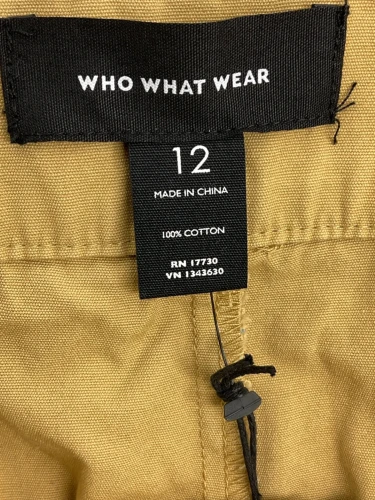 WHO WHAT WEAR
12
MADE IN CHINA
100% COTTON
RN 17730
VN 1343630